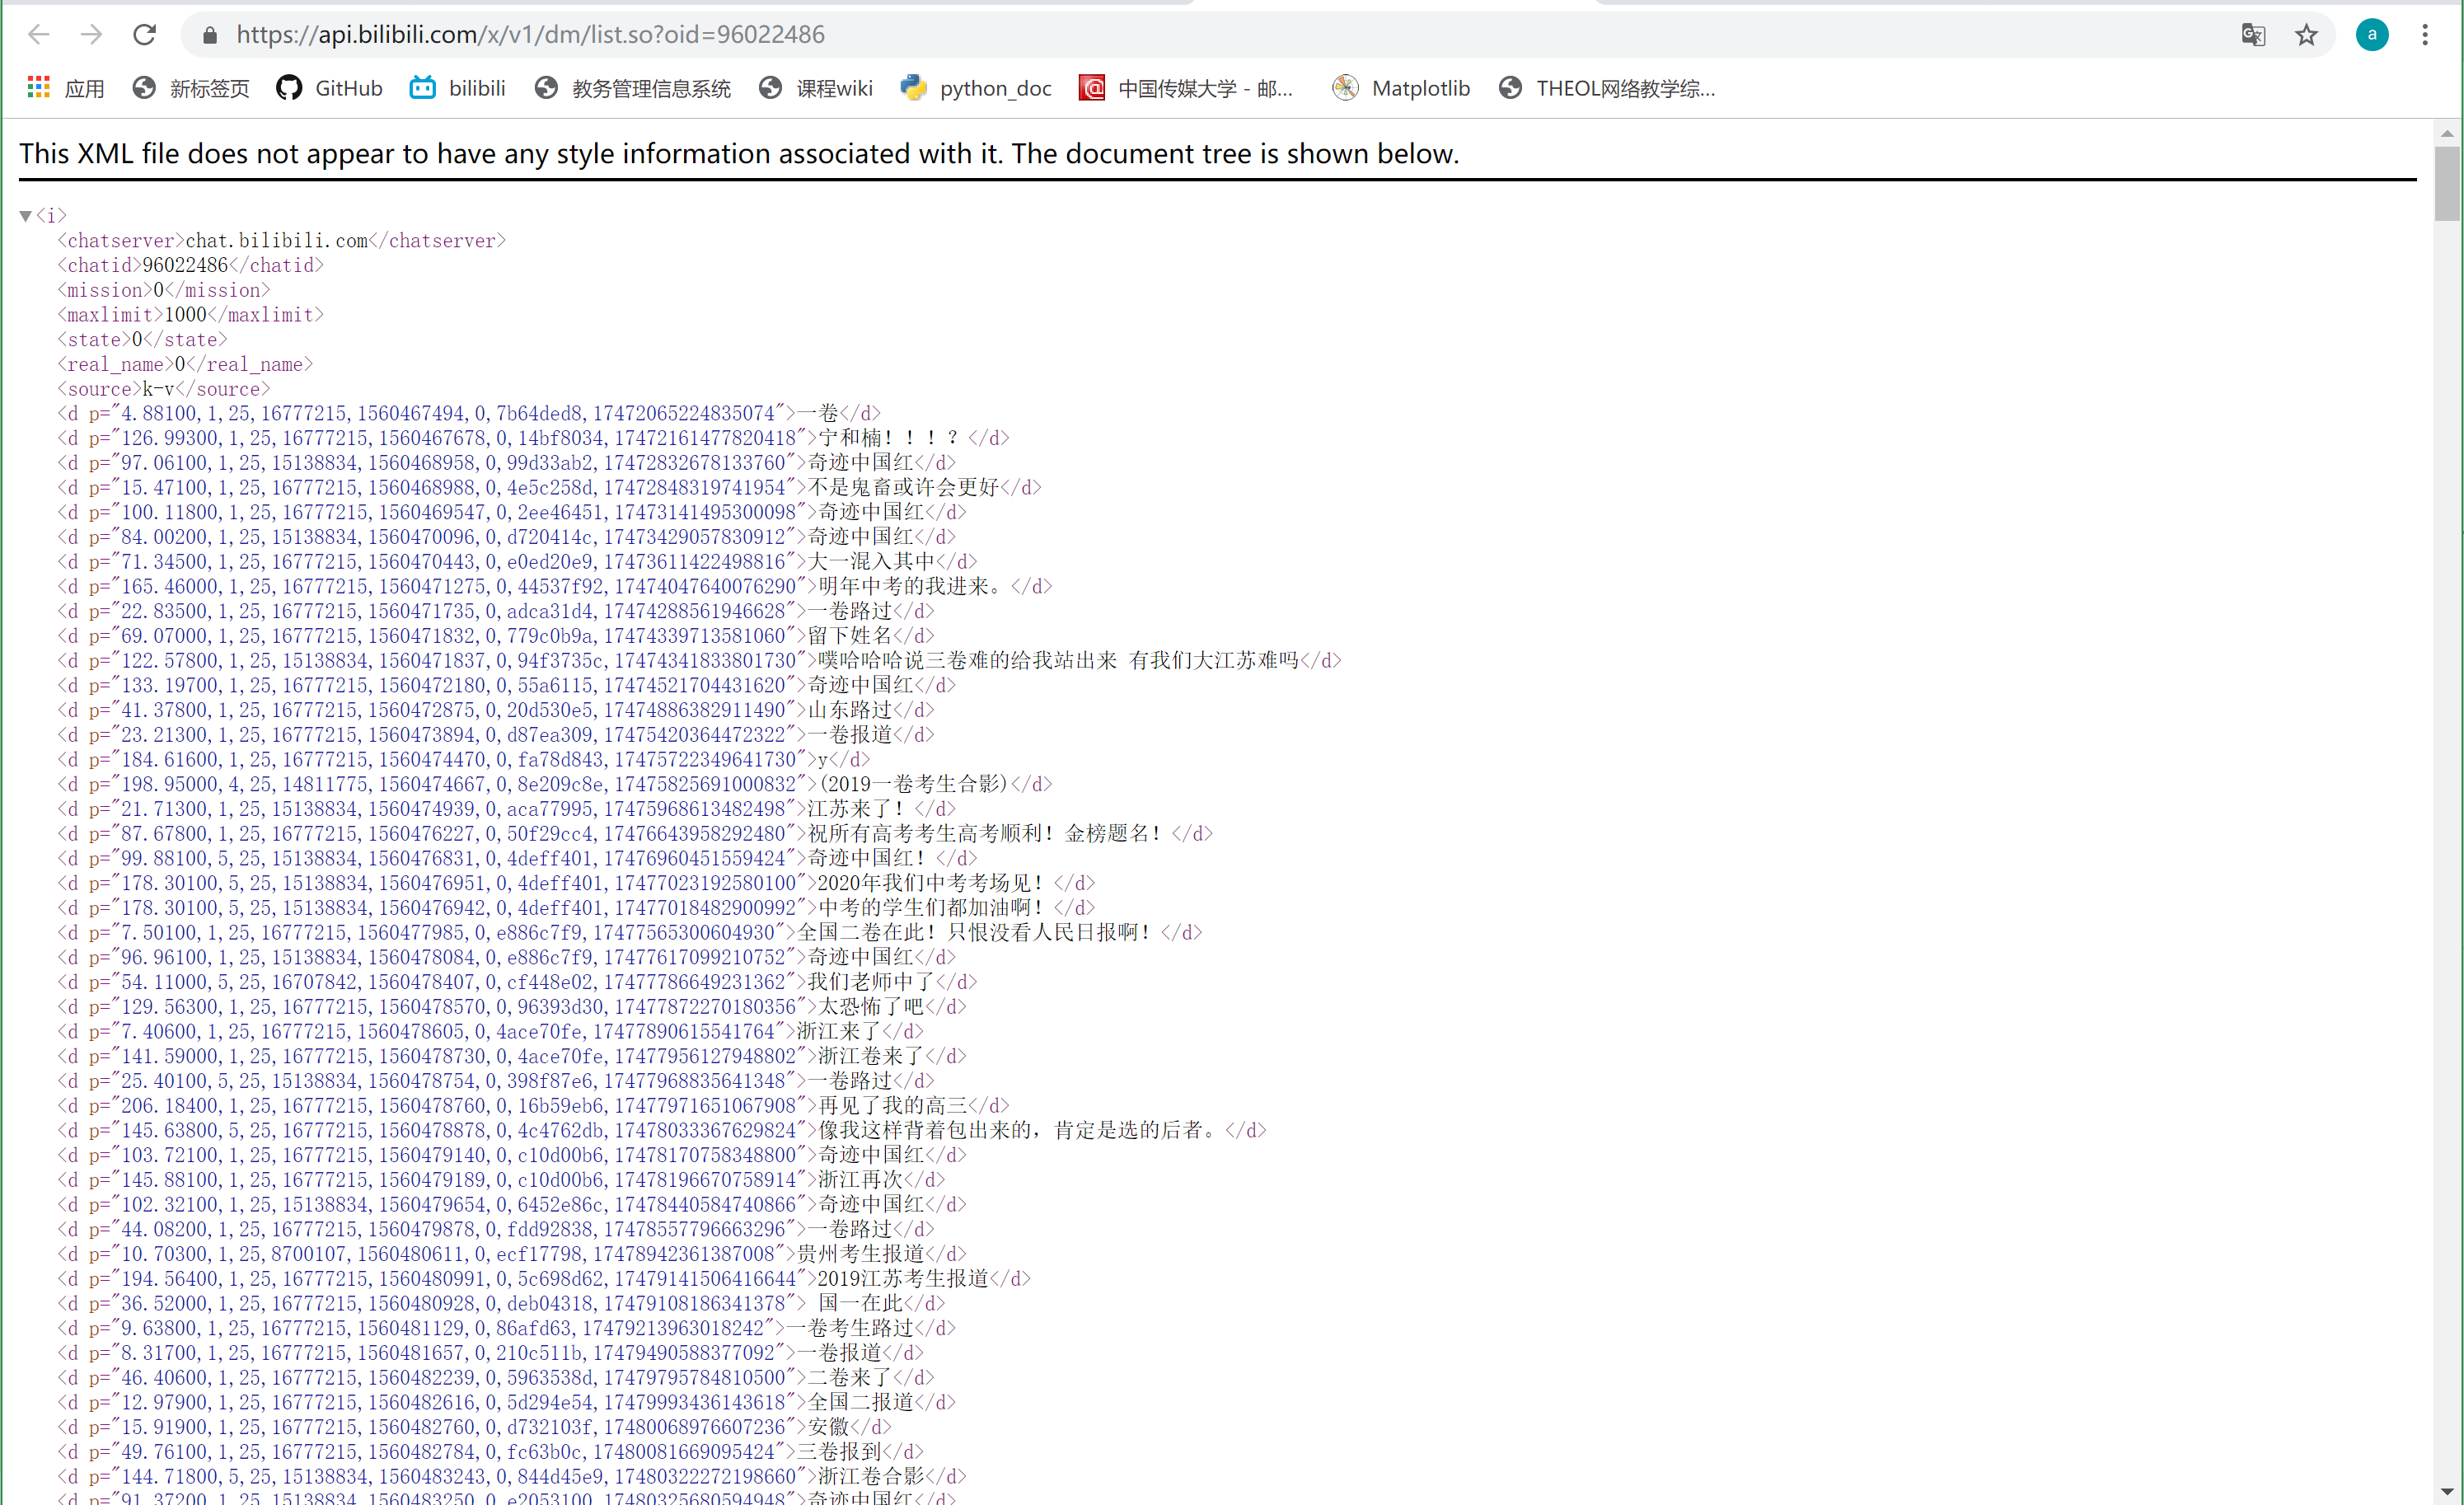 https://api.bilibili.com/x/v1/dm/list.so?oid=96022486
a
应用 新标签页 GitHub bilibili 教务管理信息系统 课程wiki python_doc 中国传媒大学 - 邮... Matplotlib THEOL网络教学综...
This XML file does not appear to have any style information associated with it. The document tree is shown below.
▼<i>
<chatserver>chat.bilibili.com</chatserver>
<chatid>96022486</chatid>
<mission>0</mission>
<maxlimit>1000</maxlimit>
<state>0</state>
<real_name>0</real_name>
<source>k-v</source>
<d p="4.88100,1,25,16777215,1560467494,0,7b64ded8,17472065224835074">一卷</d>
<d p="126.99300,1,25,16777215,1560467678,0,14bf8034,17472161477820418">宁和楠！！！？</d>
<d p="97.06100,1,25,15138834,1560468958,0,99d33ab2,17472832678133760">奇迹中国红</d>
<d p="15.47100,1,25,16777215,1560468988,0,4e5c258d,17472848319741954">不是鬼畜或许会更好</d>
<d p="100.11800,1,25,16777215,1560469547,0,2ee46451,17473141495300098">奇迹中国红</d>
<d p="84.00200,1,25,15138834,1560470096,0,d720414c,17473429057830912">奇迹中国红</d>
<d p="71.34500,1,25,16777215,1560470443,0,e0ed20e9,17473611422498816">大一混入其中</d>
<d p="165.46000,1,25,16777215,1560471275,0,44537f92,17474047640076290">明年中考的我进来。</d>
<d p="22.83500,1,25,16777215,1560471735,0,adca31d4,17474288561946628">一卷路过</d>
<d p="69.07000,1,25,16777215,1560471832,0,779c0b9a,17474339713581060">留下姓名</d>
<d p="122.57800,1,25,15138834,1560471837,0,94f3735c,17474341833801730">噗哈哈哈说三卷难的给我站出来 有我们大江苏难吗</d>
<d p="133.19700,1,25,16777215,1560472180,0,55a6115,17474521704431620">奇迹中国红</d>
<d p="41.37800,1,25,16777215,1560472875,0,20d530e5,17474886382911490">山东路过</d>
<d p="23.21300,1,25,16777215,1560473894,0,d87ea309,17475420364472322">一卷报道</d>
<d p="184.61600,1,25,16777215,1560474470,0,fa78d843,17475722349641730">y</d>
<d p="198.95000,4,25,14811775,1560474667,0,8e209c8e,17475825691000832">(2019一卷考生合影)</d>
<d p="21.71300,1,25,15138834,1560474939,0,aca77995,17475968613482498">江苏来了！</d>
<d p="87.67800,1,25,16777215,1560476227,0,50f29cc4,17476643958292480">祝所有高考考生高考顺利！金榜题名！</d>
<d p="99.88100,5,25,15138834,1560476831,0,4deff401,17476960451559424">奇迹中国红！</d>
<d p="178.30100,5,25,15138834,1560476951,0,4deff401,17477023192580100">2020年我们中考考场见！</d>
<d p="178.30100,5,25,15138834,1560476942,0,4deff401,17477018482900992">中考的学生们都加油啊！</d>
<d p="7.50100,1,25,16777215,1560477985,0,e886c7f9,17477565300604930">全国二卷在此！只恨没看人民日报啊！</d>
<d p="96.96100,1,25,15138834,1560478084,0,e886c7f9,17477617099210752">奇迹中国红</d>
<d p="54.11000,5,25,16707842,1560478407,0,cf448e02,17477786649231362">我们老师中了</d>
<d p="129.56300,1,25,16777215,1560478570,0,96393d30,17477872270180356">太恐怖了吧</d>
<d p="7.40600,1,25,16777215,1560478605,0,4ace70fe,17477890615541764">浙江来了</d>
<d p="141.59000,1,25,16777215,1560478730,0,4ace70fe,17477956127948802">浙江卷来了</d>
<d p="25.40100,5,25,15138834,1560478754,0,398f87e6,17477968835641348">一卷路过</d>
<d p="206.18400,1,25,16777215,1560478760,0,16b59eb6,17477971651067908">再见了我的高三</d>
<d p="145.63800,5,25,16777215,1560478878,0,4c4762db,17478033367629824">像我这样背着包出来的，肯定是选的后者。</d>
<d p="103.72100,1,25,16777215,1560479140,0,c10d00b6,17478170758348800">奇迹中国红</d>
<d p="145.88100,1,25,16777215,1560479189,0,c10d00b6,17478196670758914">浙江再次</d>
<d p="102.32100,1,25,15138834,1560479654,0,6452e86c,17478440584740866">奇迹中国红</d>
<d p="44.08200,1,25,16777215,1560479878,0,fdd92838,17478557796663296">一卷路过</d>
<d p="10.70300,1,25,8700107,1560480611,0,ecf17798,17478942361387008">贵州考生报道</d>
<d p="194.56400,1,25,16777215,1560480991,0,5c698d62,17479141506416644">2019江苏考生报道</d>
<d p="36.52000,1,25,16777215,1560480928,0,deb04318,17479108186341378"> 国一在此</d>
<d p="9.63800,1,25,16777215,1560481129,0,86afd63,17479213963018242">一卷考生路过</d>
<d p="8.31700,1,25,16777215,1560481657,0,210c511b,17479490588377092">一卷报道</d>
<d p="46.40600,1,25,16777215,1560482239,0,5963538d,17479795784810500">二卷来了</d>
<d p="12.97900,1,25,16777215,1560482616,0,5d294e54,17479993436143618">全国二报道</d>
<d p="15.91900,1,25,16777215,1560482760,0,d732103f,17480068976607236">安徽</d>
<d p="49.76100,1,25,16777215,1560482784,0,fc63b0c,17480081669095424">三卷报到</d>
<d p="144.71800,5,25,15138834,1560483243,0,844d45e9,17480322272198660">浙江卷合影</d>
<d p="91.37200,1,25,15138834,1560483250,0,e2053100,17480325680594948">奇迹中国红</d>